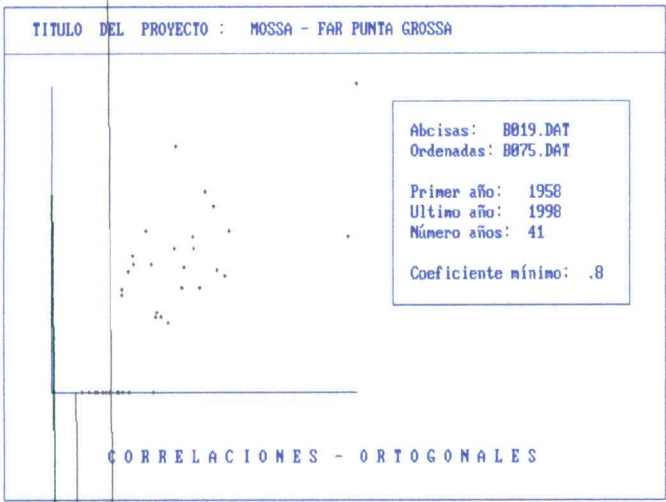 TITULO DEL PROYECTO : MOSSA - FAR PUNTA GROSSA
Abcisas: B019.DAT
Ordenadas: B075.DAT
Primer año: 1958
Ultimo año: 1998
Número años: 41
Coeficiente mínimo: .8
CORRELACIONES - ORTOGONALES